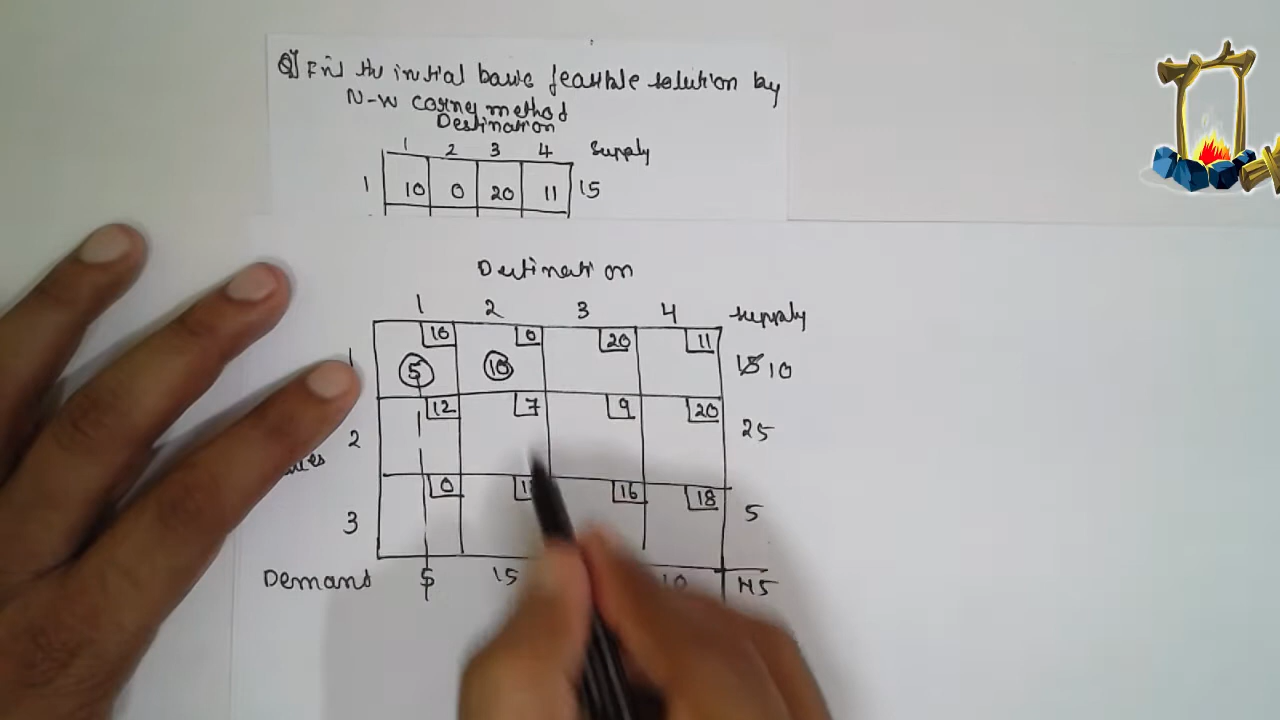 Q] Find the initial basic feasible solution by
N-W corner method
Destination
1 2 3 4 Supply
1 10 0 20 11 15
Destination
1 2 3 4 supply
1 10 0 20 11 15 10
5 10
2 12 7 9 20 25
3 0 16 18 5
Demand 5 15 10 45